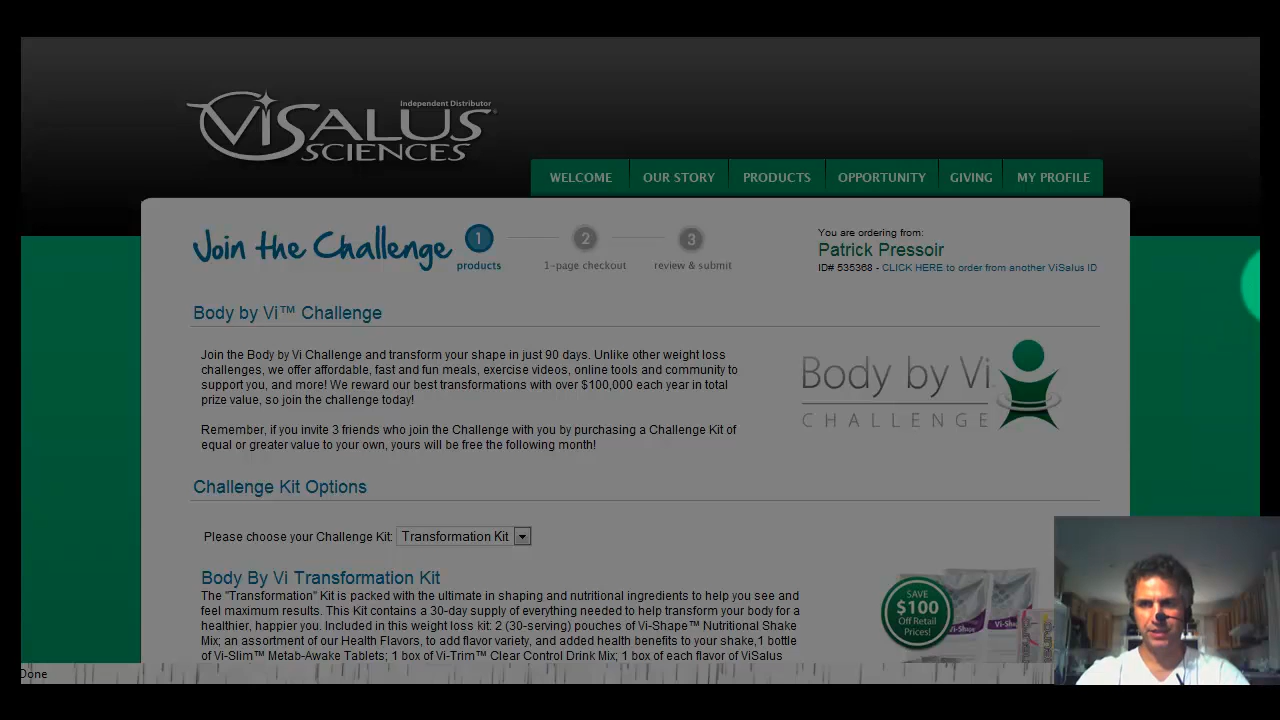 Independent Distributor
ViSALUS
SCIENCES
WELCOME OUR STORY PRODUCTS OPPORTUNITY GIVING MY PROFILE
Join the Challenge
1 2 3
products 1-page checkout review & submit
You are ordering from:
Patrick Pressoir
ID# 535368 - CLICK HERE to order from another ViSalus ID
Body by Vi™ Challenge
Join the Body by Vi Challenge and transform your shape in just 90 days. Unlike other weight loss
challenges, we offer affordable, fast and fun meals, exercise videos, online tools and community to
support you, and more! We reward our best transformations with over $100,000 each year in total
prize value, so join the challenge today!
Remember, if you invite 3 friends who join the Challenge with you by purchasing a Challenge Kit of
equal or greater value to your own, yours will be free the following month!
Body by Vi
CHALLENGE
Challenge Kit Options
Please choose your Challenge Kit: Transformation Kit
Body By Vi Transformation Kit
The "Transformation" Kit is packed with the ultimate in shaping and nutritional ingredients to help you see and
feel maximum results. This Kit contains a 30-day supply of everything needed to help transform your body for a
healthier, happier you. Included in this weight loss kit: 2 (30-serving) pouches of Vi-Shape™ Nutritional Shake
Mix; an assortment of our Health Flavors, to add flavor variety, and added health benefits to your shake,1 bottle
of Vi-Slim™ Metab-Awake Tablets; 1 box of Vi-Trim™ Clear Control Drink Mix; 1 box of each flavor of ViSalus
SAVE
$100
Off Retail
Prices!
Vi-Shape
Done